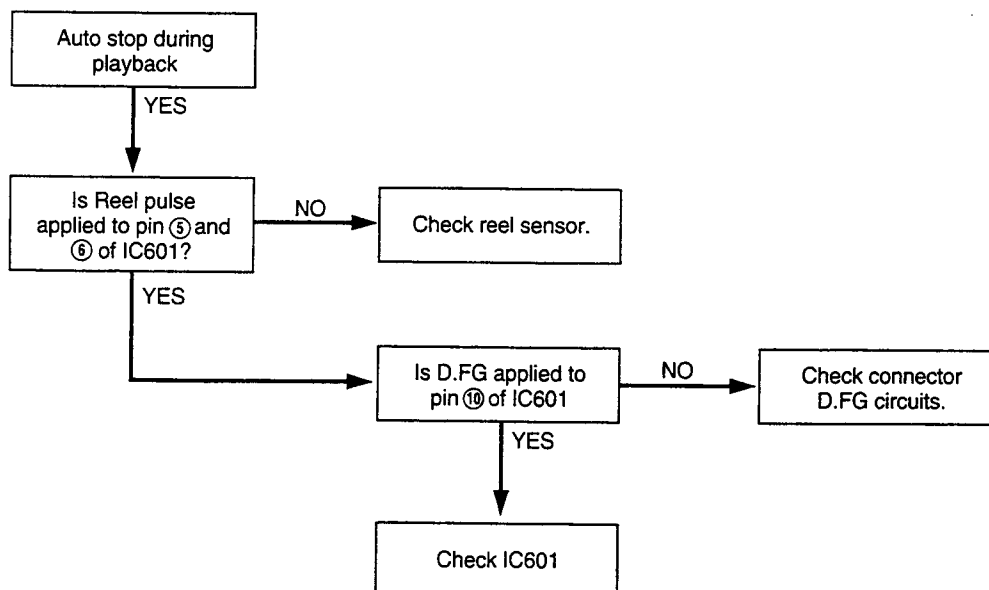 Auto stop during
playback
YES
Is Reel pulse
applied to pin ⑤ and
⑥ of IC601?
NO
Check reel sensor.
YES
Is D.FG applied to
pin ⑩ of IC601
NO
Check connector
D.FG circuits.
YES
Check IC601